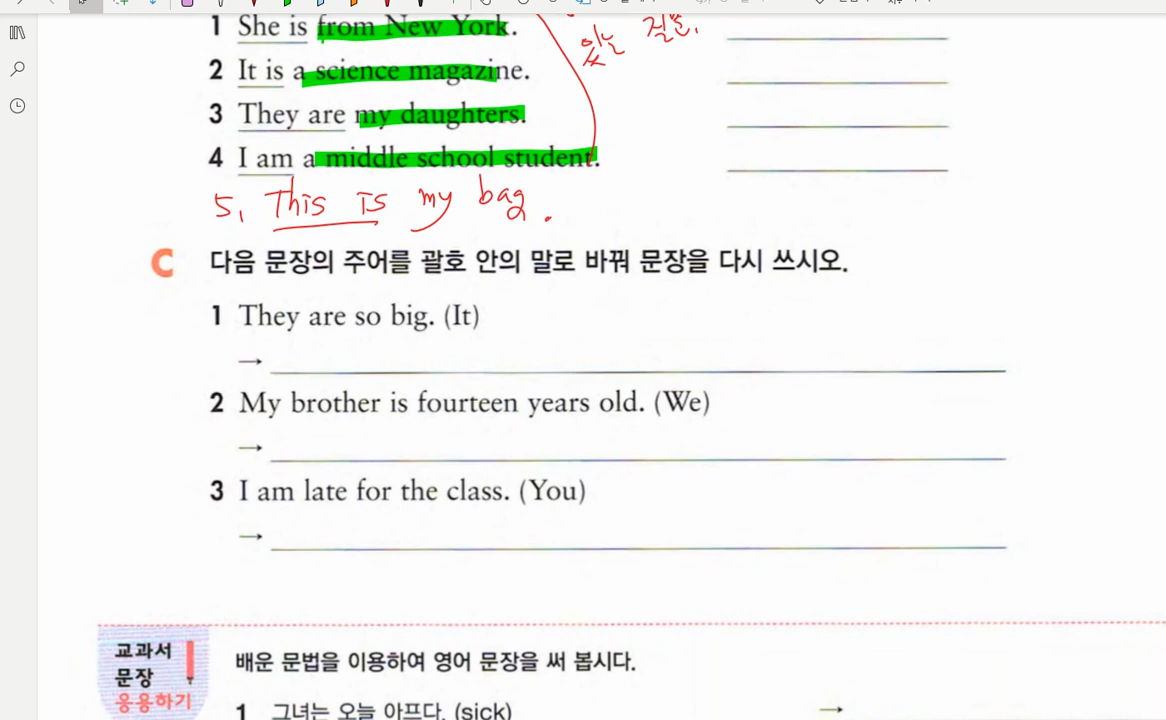 1 She is from New York.
있는 질문.
2 It is a science magazine.
3 They are my daughters.
4 I am a middle school student.
5, This is my bag.
C 다음 문장의 주어를 괄호 안의 말로 바꿔 문장을 다시 쓰시오.
1 They are so big. (It)
→
2 My brother is fourteen years old. (We)
→
3 I am late for the class. (You)
→
교과서
문장
응용하기
배운 문법을 이용하여 영어 문장을 써 봅시다.
1 그녀는 오늘 아프다. (sick) →